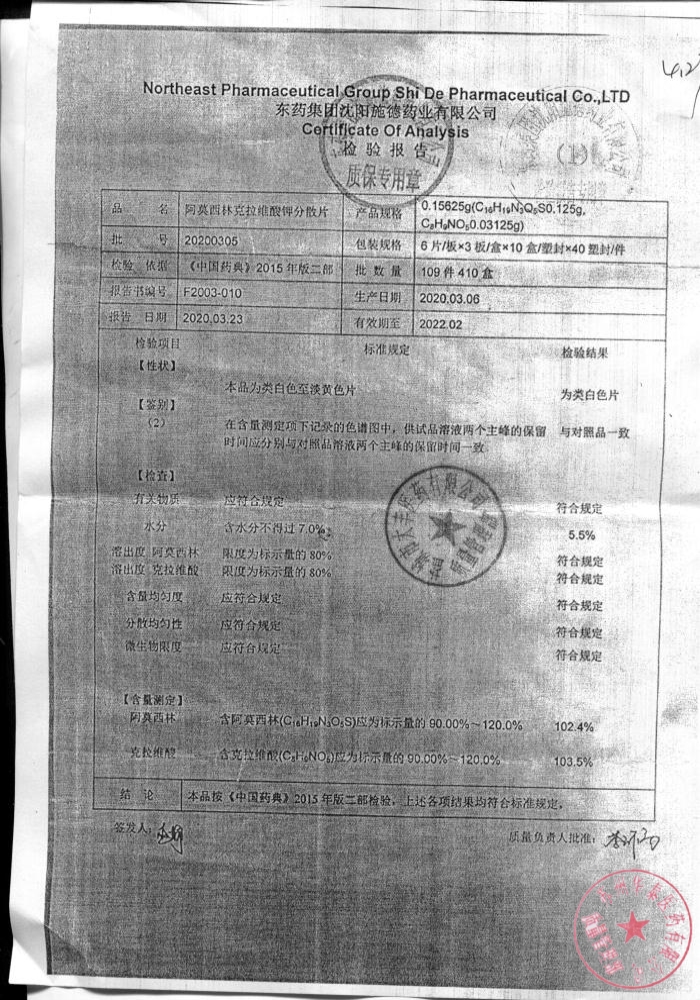 4.2
Northeast Pharmaceutical Group Shi De Pharmaceutical Co.,LTD
东药集团沈阳施德药业有限公司
Certificate Of Analysis
检验报告
质保专用章
(1)
品 名 阿莫西林克拉维酸钾分散片 产品规格 0.15625g(C₁₆H₁₉N₃O₅S0.125g,
C₈H₉NO₅0.03125g)
批 号 20200305 包装规格 6片/板×3板/盒×10盒/塑封×40塑封/件
检验 依据 《中国药典》2015年版二部 批 数 量 109件410盒
报告书编号 F2003-010 生产日期 2020.03.06
报告 日期 2020.03.23 有效期至 2022.02
检验项目 标准规定 检验结果
【性状】
本品为类白色至淡黄色片 为类白色片
【鉴别】
(2) 在含量测定项下记录的色谱图中，供试品溶液两个主峰的保留 与对照品一致
时间应分别与对照品溶液两个主峰的保留时间一致
【检查】
有关物质 应符合规定 符合规定
水分 含水分不得过7.0% 5.5%
溶出度 阿莫西林 限度为标示量的80% 符合规定
溶出度 克拉维酸 限度为标示量的80% 符合规定
含量均匀度 应符合规定 符合规定
分散均匀性 应符合规定 符合规定
微生物限度 应符合规定 符合规定
【含量测定】
阿莫西林 含阿莫西林(C₁₆H₁₉N₃O₅S)应为标示量的90.00%～120.0% 102.4%
克拉维酸 含克拉维酸(C₈H₉NO₅)应为标示量的90.00%～120.0% 103.5%
结 论 本品按《中国药典》2015年版二部检验，上述各项结果均符合标准规定。
签发人： 质量负责人批准：